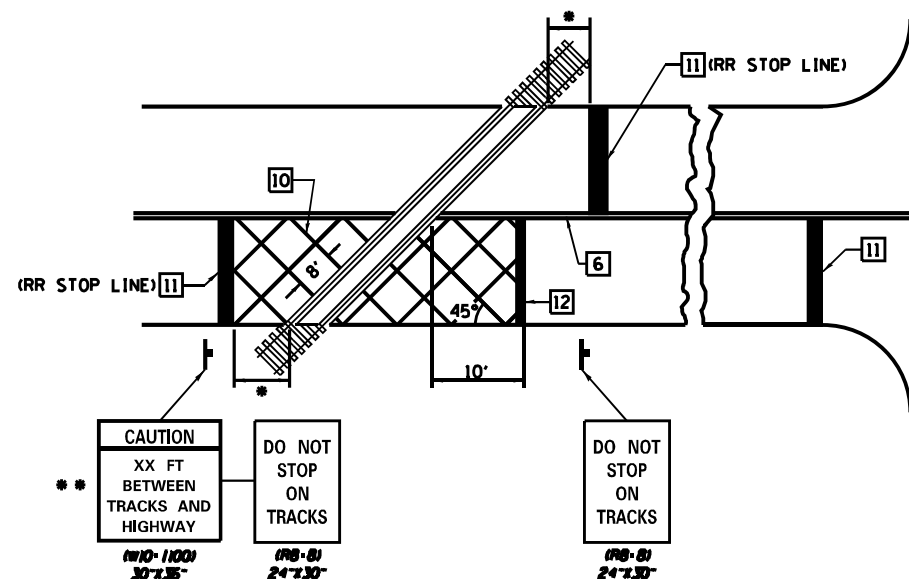 *
11 (RR STOP LINE)
10
8'
6
(RR STOP LINE) 11
11
12
45°
10'
*
CAUTION
XX FT
BETWEEN
TRACKS AND
HIGHWAY
**
DO NOT
STOP
ON
TRACKS
DO NOT
STOP
ON
TRACKS
(W10-1100)
30"X36"
(R8-8)
24"X30"
(R8-8)
24"X30"